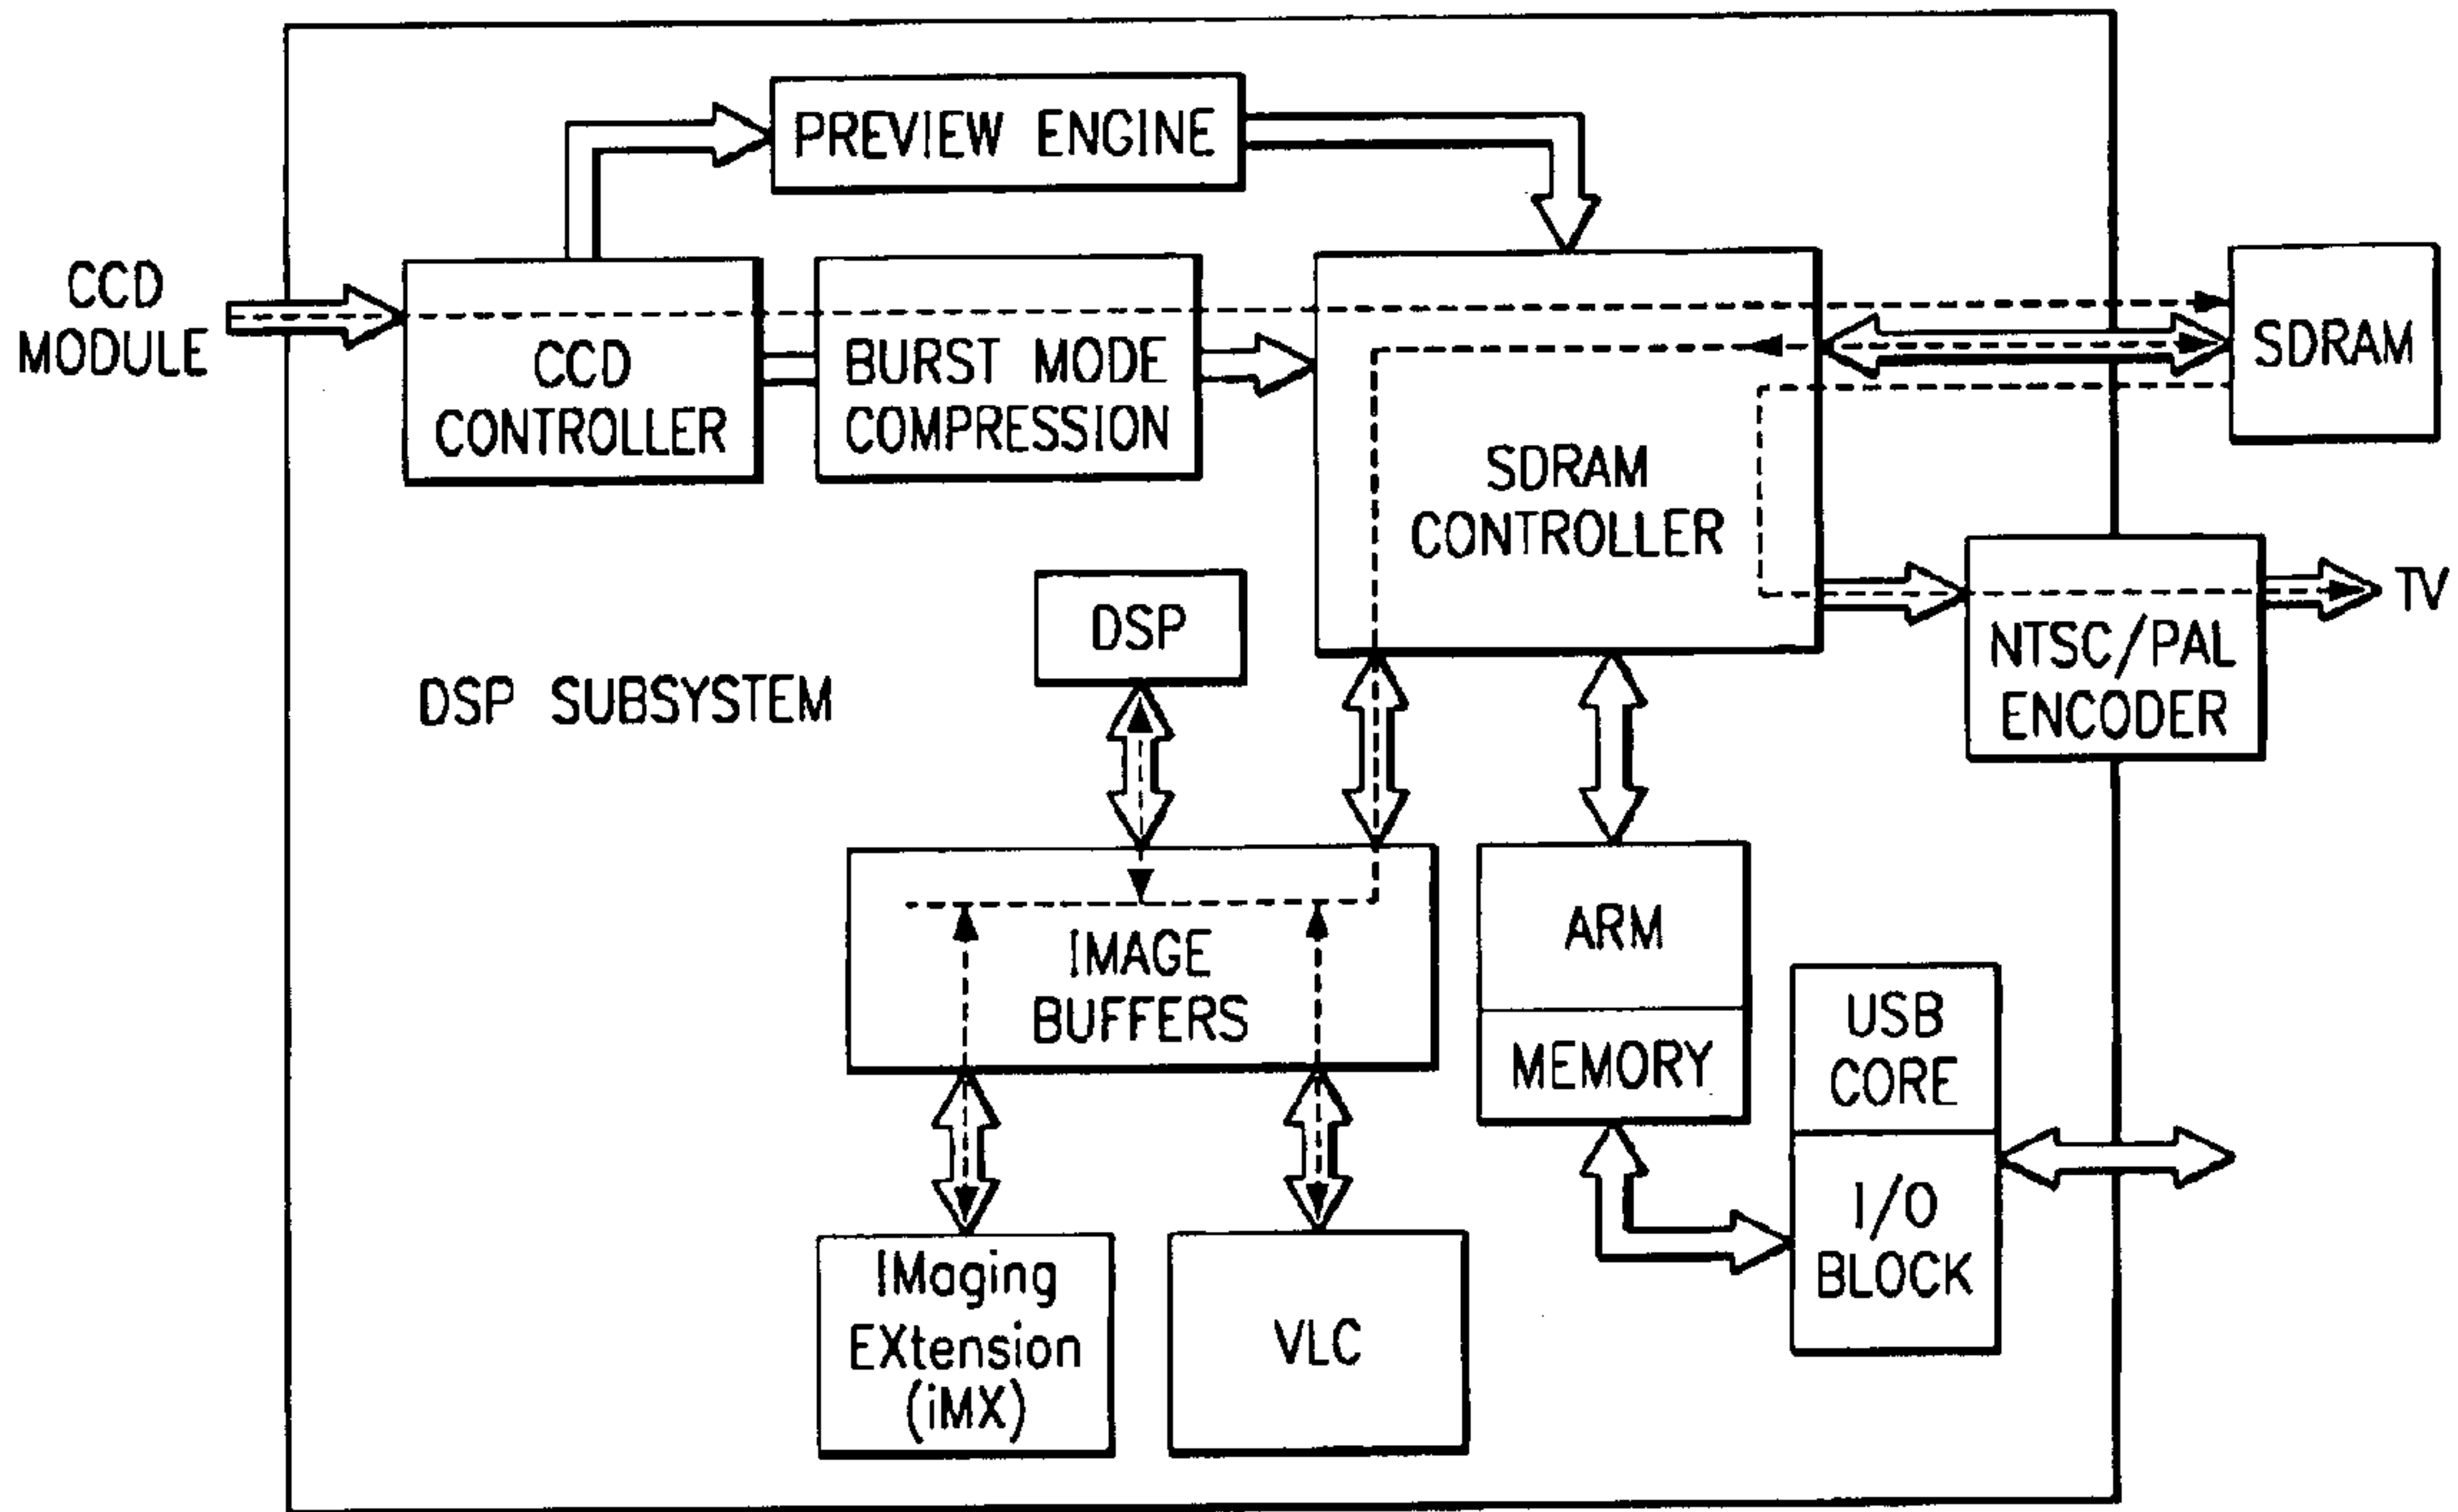 PREVIEW ENGINE
CCD
MODULE
CCD
CONTROLLER
BURST MODE
COMPRESSION
SDRAM
CONTROLLER
SDRAM
NTSC/PAL
ENCODER
TV
DSP
DSP SUBSYSTEM
IMAGE
BUFFERS
ARM
MEMORY
USB
CORE
I/O
BLOCK
IMaging
EXtension
(iMX)
VLC